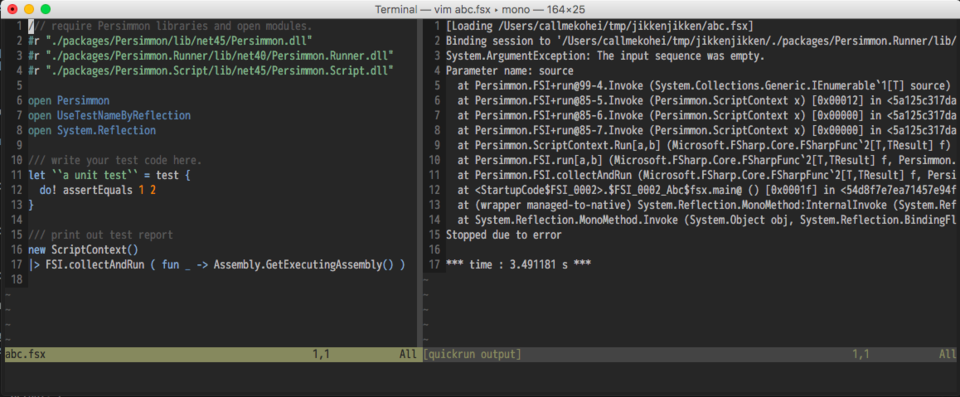 Terminal — vim abc.fsx ▸ mono — 164×25
1 /// require Persimmon libraries and open modules.
2 #r "./packages/Persimmon/lib/net45/Persimmon.dll"
3 #r "./packages/Persimmon.Runner/lib/net40/Persimmon.Runner.dll"
4 #r "./packages/Persimmon.Script/lib/net45/Persimmon.Script.dll"
5
6 open Persimmon
7 open UseTestNameByReflection
8 open System.Reflection
9
10 /// write your test code here.
11 let ``a unit test`` = test {
12   do! assertEquals 1 2
13 }
14
15 /// print out test report
16 new ScriptContext()
17 |> FSI.collectAndRun ( fun _ -> Assembly.GetExecutingAssembly() )
18
~
~
~
~
abc.fsx 1,1 All
1 [Loading /Users/callmekohei/tmp/jikkenjikken/abc.fsx]
2 Binding session to '/Users/callmekohei/tmp/jikkenjikken/./packages/Persimmon.Runner/lib/
3 System.ArgumentException: The input sequence was empty.
4 Parameter name: source
5   at Persimmon.FSI+run@99-4.Invoke (System.Collections.Generic.IEnumerable`1[T] source)
6   at Persimmon.FSI+run@85-5.Invoke (Persimmon.ScriptContext x) [0x00012] in <5a125c317da
7   at Persimmon.FSI+run@85-6.Invoke (Persimmon.ScriptContext x) [0x00000] in <5a125c317da
8   at Persimmon.FSI+run@85-7.Invoke (Persimmon.ScriptContext x) [0x00000] in <5a125c317da
9   at Persimmon.ScriptContext.Run[a,b] (Microsoft.FSharp.Core.FSharpFunc`2[T,TResult] f)
10   at Persimmon.FSI.run[a,b] (Microsoft.FSharp.Core.FSharpFunc`2[T,TResult] f, Persimmon.
11   at Persimmon.FSI.collectAndRun (Microsoft.FSharp.Core.FSharpFunc`2[T,TResult] f, Persi
12   at <StartupCode$FSI_0002>.$FSI_0002_Abc$fsx.main@ () [0x0001f] in <54d8f7e7ea71457e94f
13   at (wrapper managed-to-native) System.Reflection.MonoMethod:InternalInvoke (System.Ref
14   at System.Reflection.MonoMethod.Invoke (System.Object obj, System.Reflection.BindingFl
15 Stopped due to error
16
17 *** time : 3.491181 s ***
~
~
~
~
~
[quickrun output] 1,1 All